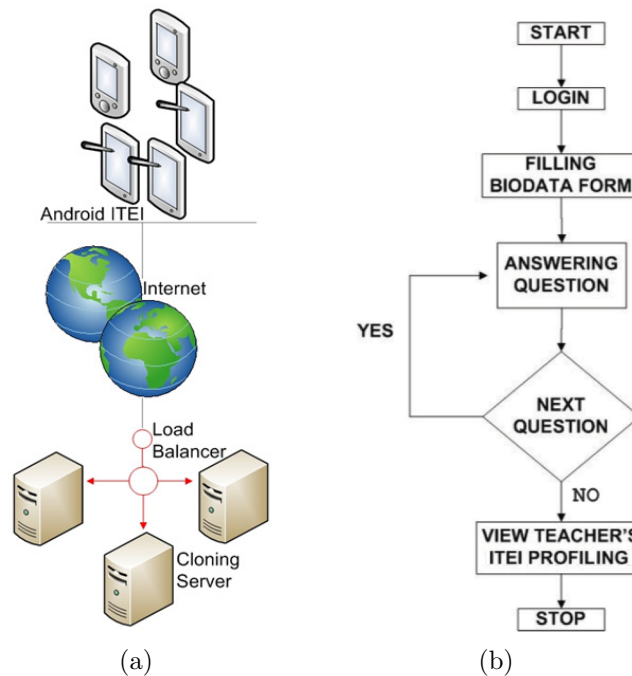 Android ITEI
Internet
Load
Balancer
Cloning
Server
(a)
START
LOGIN
FILLING
BIODATA FORM
ANSWERING
QUESTION
YES
NEXT
QUESTION
NO
VIEW TEACHER'S
ITEI PROFILING
STOP
(b)